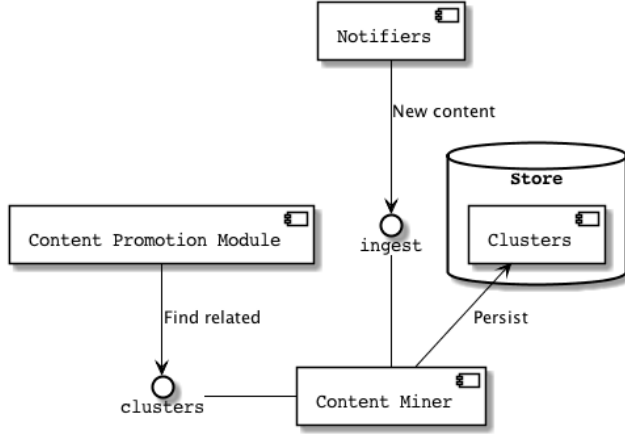 Notifiers
New content
Store
Content Promotion Module
Clusters
ingest
Find related
Persist
clusters
Content Miner